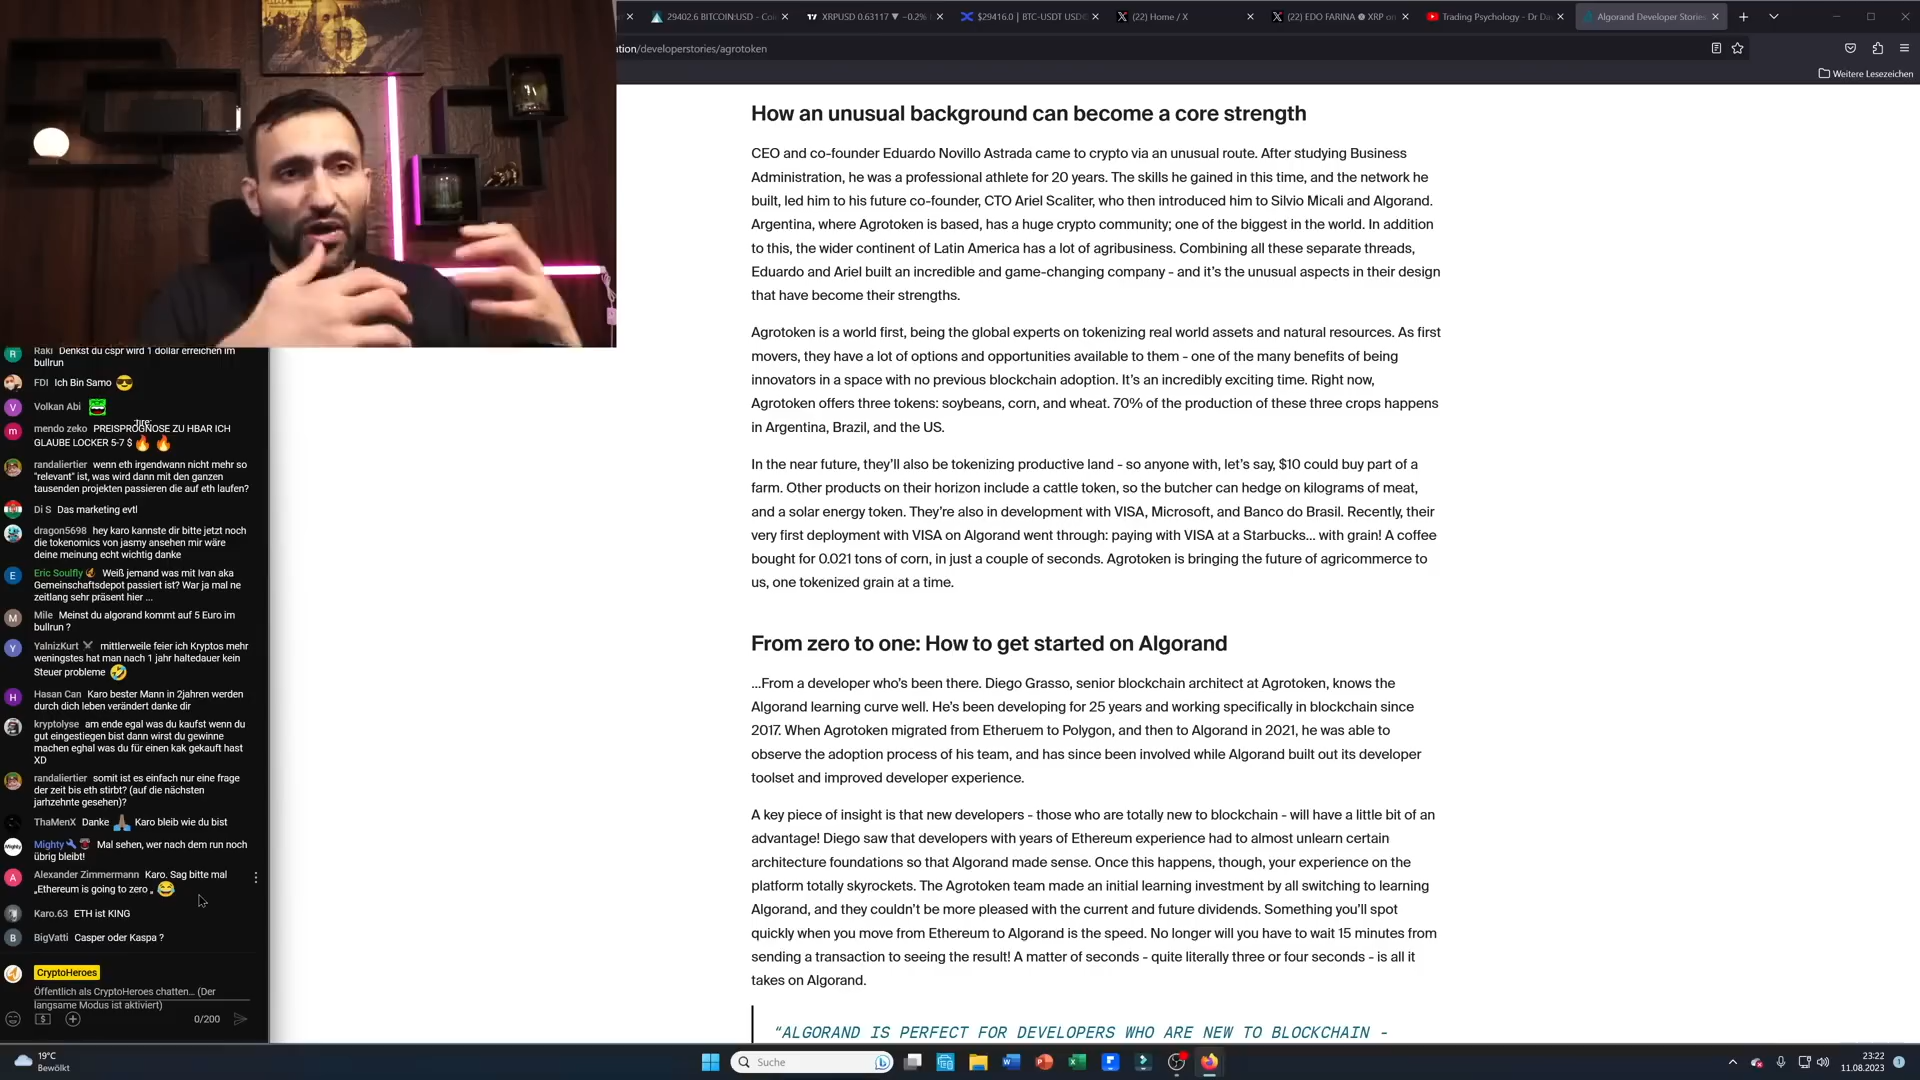 29402.6 BITCOIN:USD - Coi
XRPUSD 0.63117 ▼ −0.2%
$29416.0 | BTC-USDT USD
(22) Home / X
(22) EDO FARINA XRP on
Trading Psychology - Dr Da
Algorand Developer Stories
ation/developerstories/agrotoken
Weitere Lesezeichen
How an unusual background can become a core strength
CEO and co-founder Eduardo Novillo Astrada came to crypto via an unusual route. After studying Business
Administration, he was a professional athlete for 20 years. The skills he gained in this time, and the network he
built, led him to his future co-founder, CTO Ariel Scaliter, who then introduced him to Silvio Micali and Algorand.
Argentina, where Agrotoken is based, has a huge crypto community; one of the biggest in the world. In addition
to this, the wider continent of Latin America has a lot of agribusiness. Combining all these separate threads,
Eduardo and Ariel built an incredible and game-changing company - and it’s the unusual aspects in their design
that have become their strengths.
Agrotoken is a world first, being the global experts on tokenizing real world assets and natural resources. As first
movers, they have a lot of options and opportunities available to them - one of the many benefits of being
innovators in a space with no previous blockchain adoption. It’s an incredibly exciting time. Right now,
Agrotoken offers three tokens: soybeans, corn, and wheat. 70% of the production of these three crops happens
in Argentina, Brazil, and the US.
In the near future, they’ll also be tokenizing productive land - so anyone with, let’s say, $10 could buy part of a
farm. Other products on their horizon include a cattle token, so the butcher can hedge on kilograms of meat,
and a solar energy token. They’re also in development with VISA, Microsoft, and Banco do Brasil. Recently, their
very first deployment with VISA on Algorand went through: paying with VISA at a Starbucks... with grain! A coffee
bought for 0.021 tons of corn, in just a couple of seconds. Agrotoken is bringing the future of agricommerce to
us, one tokenized grain at a time.
From zero to one: How to get started on Algorand
...From a developer who’s been there. Diego Grasso, senior blockchain architect at Agrotoken, knows the
Algorand learning curve well. He’s been developing for 25 years and working specifically in blockchain since
2017. When Agrotoken migrated from Etheruem to Polygon, and then to Algorand in 2021, he was able to
observe the adoption process of his team, and has since been involved while Algorand built out its developer
toolset and improved developer experience.
A key piece of insight is that new developers - those who are totally new to blockchain - will have a little bit of an
advantage! Diego saw that developers with years of Ethereum experience had to almost unlearn certain
architecture foundations so that Algorand made sense. Once this happens, though, your experience on the
platform totally skyrockets. The Agrotoken team made an initial learning investment by all switching to learning
Algorand, and they couldn’t be more pleased with the current and future dividends. Something you’ll spot
quickly when you move from Ethereum to Algorand is the speed. No longer will you have to wait 15 minutes from
sending a transaction to seeing the result! A matter of seconds - quite literally three or four seconds - is all it
takes on Algorand.
“ALGORAND IS PERFECT FOR DEVELOPERS WHO ARE NEW TO BLOCKCHAIN -
Raki Denkst du cspr wird 1 dollar erreichen im
bullrun
FDI Ich Bin Samo
Volkan Abi
mendo zeko PREISPROGNOSE ZU HBAR ICH
GLAUBE LOCKER 5-7 $
randaliertier wenn eth irgendwann nicht mehr so
"relevant" ist, was wird dann mit den ganzen
tausenden projekten passieren die auf eth laufen?
Di S Das marketing evtl
dragon5698 hey karo kannste dir bitte jetzt noch
die tokenomics von jasmy ansehen mir wäre
deine meinung echt wichtig danke
Eric Soulfly Weiß jemand was mit Ivan aka
Gemeinschaftsdepot passiert ist? War ja mal ne
zeitlang sehr präsent hier ...
Mile Meinst du algorand kommt auf 5 Euro im
bullrun ?
YalnizKurt mittlerweile feier ich Kryptos mehr
weningstes hat man nach 1 jahr haltedauer kein
Steuer probleme
Hasan Can Karo bester Mann in 2jahren werden
durch dich leben verändert danke dir
kryptolyse am ende egal was du kaufst wenn du
gut eingestiegen bist dann wirst du gewinne
machen eghal was du für einen kak gekauft hast
XD
randaliertier somit ist es einfach nur eine frage
der zeit bis eth stirbt? (auf die nächsten
jarhzehnte gesehen)?
ThaMenX Danke Karo bleib wie du bist
Mighty Mal sehen, wer nach dem run noch
übrig bleibt!
Alexander Zimmermann Karo. Sag bitte mal
„Ethereum is going to zero „
Karo.63 ETH ist KING
BigVatti Casper oder Kaspa ?
CryptoHeroes
Öffentlich als CryptoHeroes chatten... (Der
langsame Modus ist aktiviert)
0/200
19°C
Bewölkt
Suche
23:22
11.08.2023